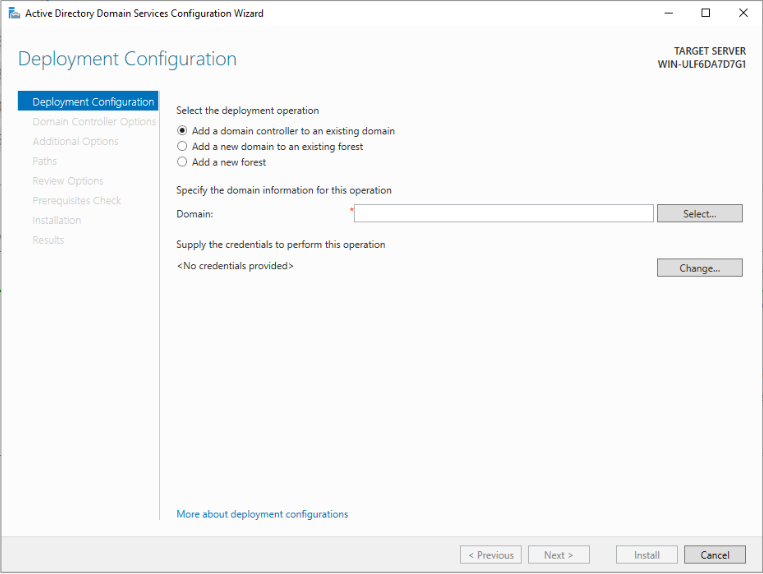 Active Directory Domain Services Configuration Wizard
Deployment Configuration
TARGET SERVER
WIN-ULF6DA7D7G1
Deployment Configuration
Domain Controller Options
Additional Options
Paths
Review Options
Prerequisites Check
Installation
Results
Select the deployment operation
Add a domain controller to an existing domain
Add a new domain to an existing forest
Add a new forest
Specify the domain information for this operation
Domain: * Select...
Supply the credentials to perform this operation
<No credentials provided> Change...
More about deployment configurations
< Previous Next > Install Cancel